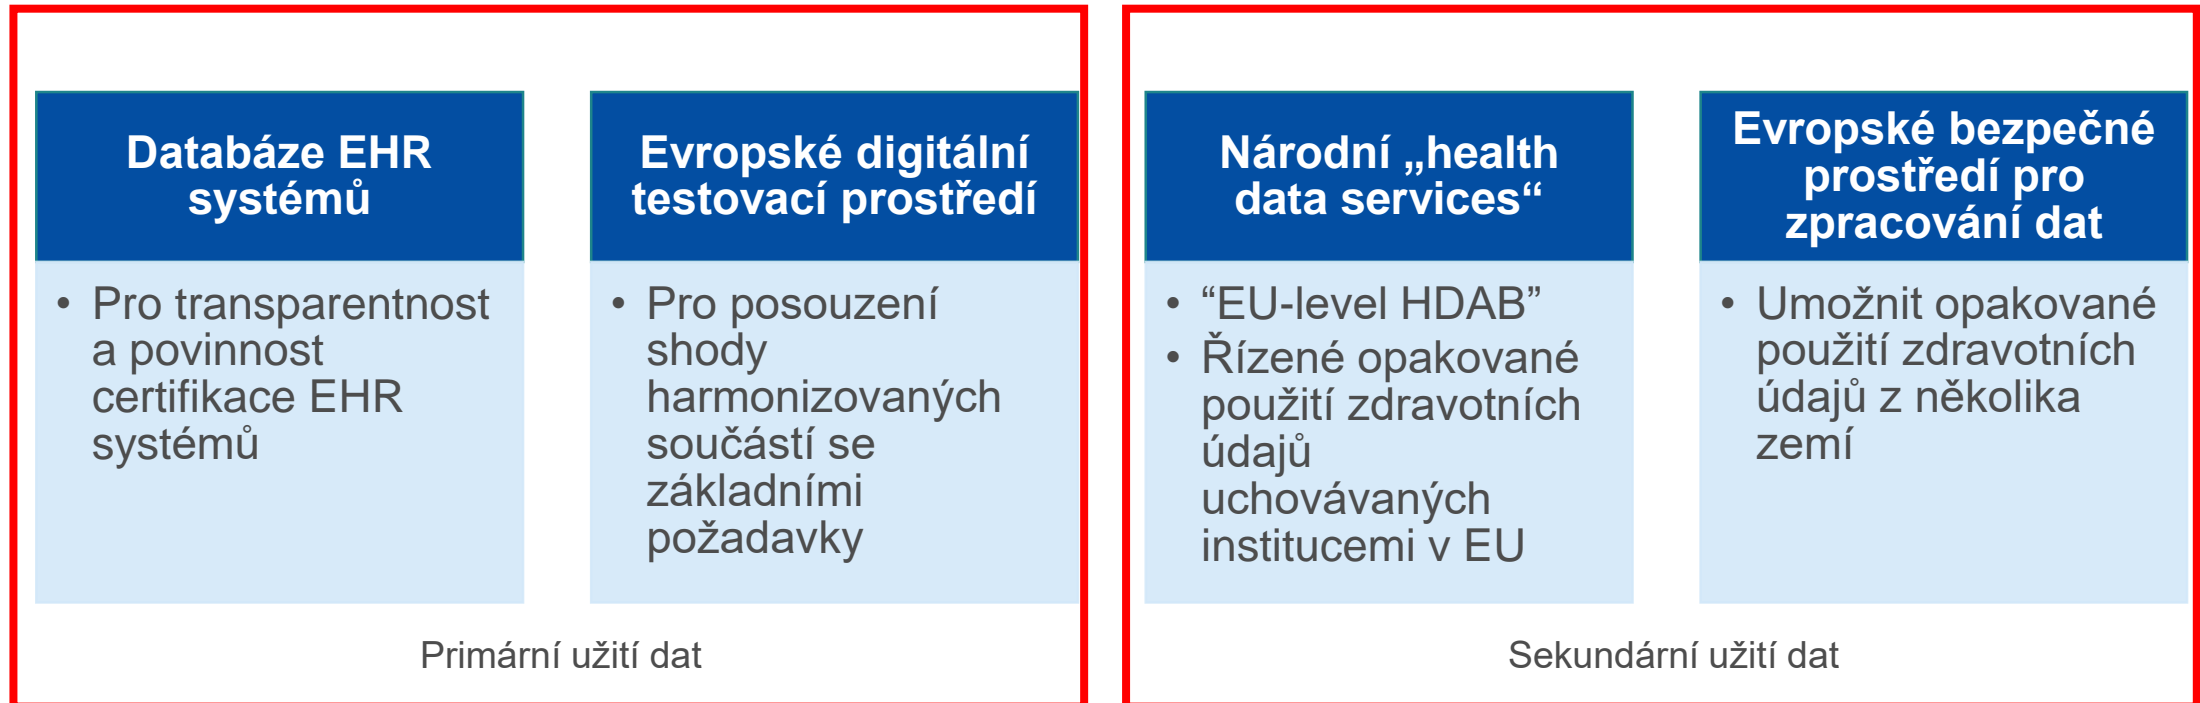 Databáze EHR
systémů
• Pro transparentnost
a povinnost
certifikace EHR
systémů
Evropské digitální
testovací prostředí
• Pro posouzení
shody
harmonizovaných
součástí se
základními
požadavky
Primární užití dat
Národní „health
data services“
• “EU-level HDAB”
• Řízené opakované
použití zdravotních
údajů
uchovávaných
institucemi v EU
Evropské bezpečné
prostředí pro
zpracování dat
• Umožnit opakované
použití zdravotních
údajů z několika
zemí
Sekundární užití dat